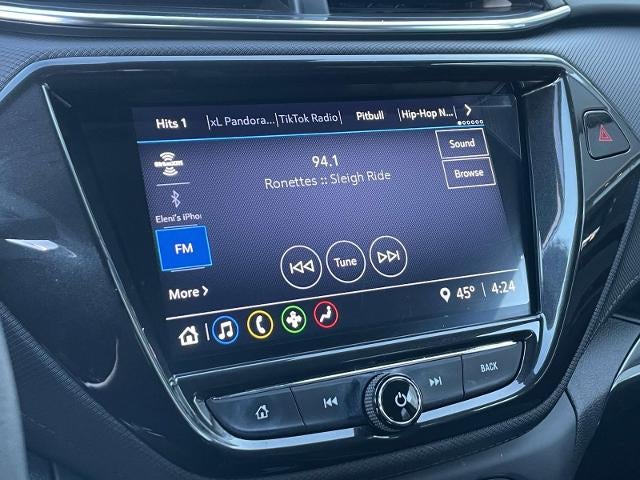 Hits 1 xL Pandora... TikTok Radio Pitbull Hip-Hop N...
SiriusXM
94.1
Ronettes :: Sleigh Ride
Sound
Browse
Eleni's iPho
FM
Tune
More
45° 4:24
BACK